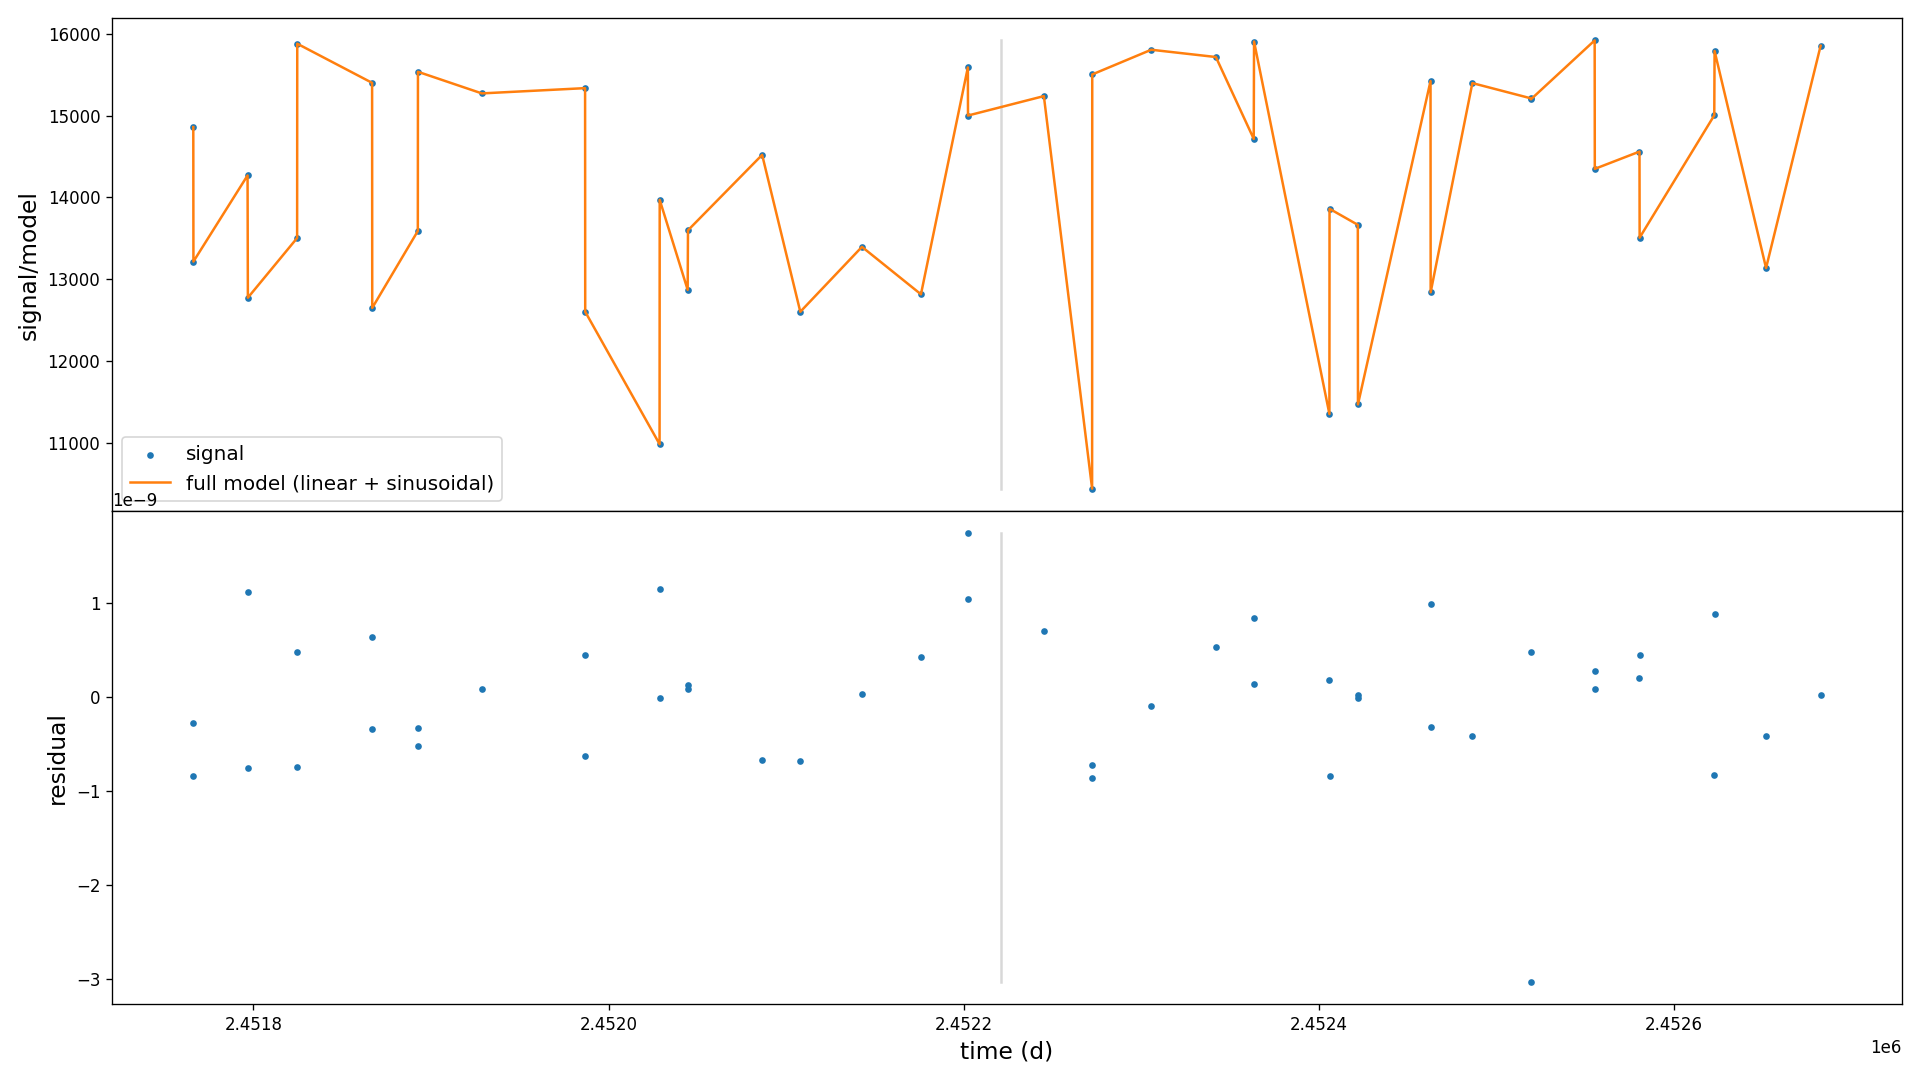 16000
15000
14000
13000
12000
11000
signal/model
signal
full model (linear + sinusoidal)
1e−9
1
0
−1
−2
−3
residual
2.4518
2.4520
2.4522
2.4524
2.4526
time (d)
1e6